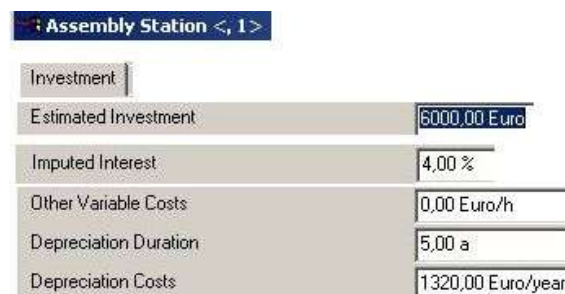 Assembly Station <, 1>
Investment
Estimated Investment 6000,00 Euro
Imputed Interest 4,00 %
Other Variable Costs 0,00 Euro/h
Depreciation Duration 5,00 a
Depreciation Costs 1320,00 Euro/year